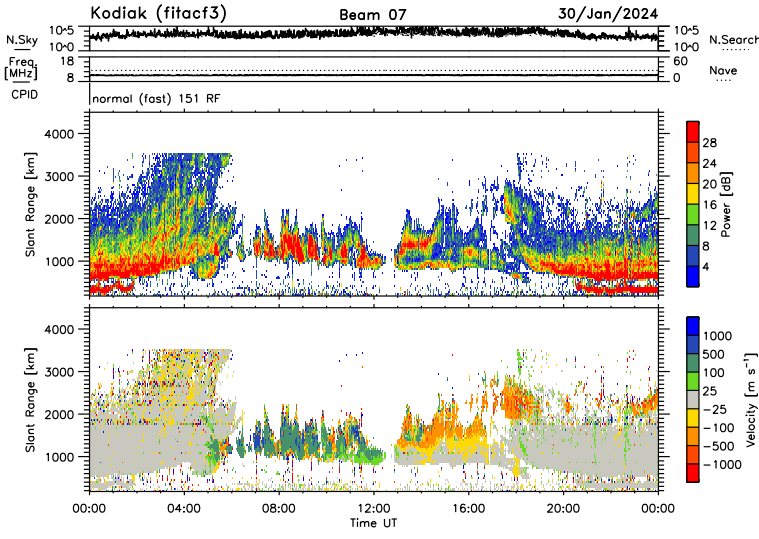 Kodiak (fitacf3) Beam 07 30/Jan/2024
N.Sky 10^5 10^0 10^5 10^0 N.Search
Freq. [MHz] 18 8 60 0 Nave
CPID normal (fast) 151 RF
Slant Range [km] 4000 3000 2000 1000
Power [dB] 28 24 20 16 12 8 4
Slant Range [km] 4000 3000 2000 1000
Velocity [m s⁻¹] 1000 500 100 25 −25 −100 −500 −1000
00:00 04:00 08:00 12:00 16:00 20:00 00:00
Time UT